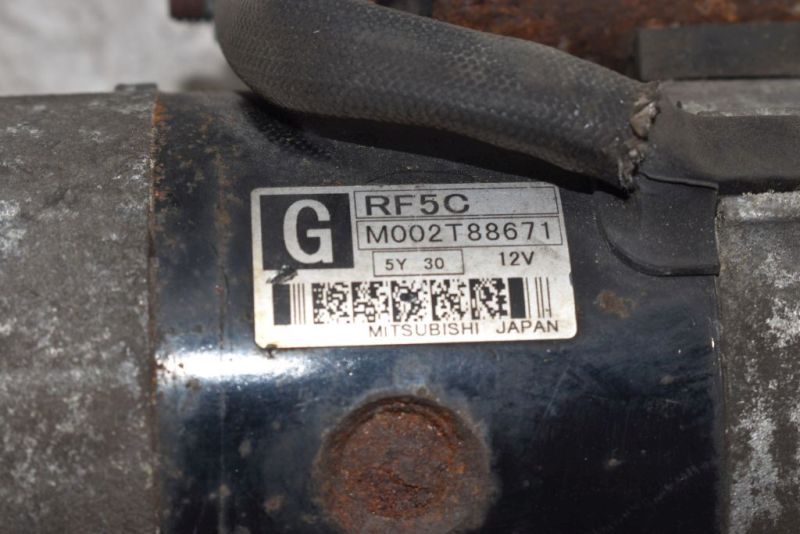 G
RF5C
M002T88671
5Y 30 12V
MITSUBISHI JAPAN